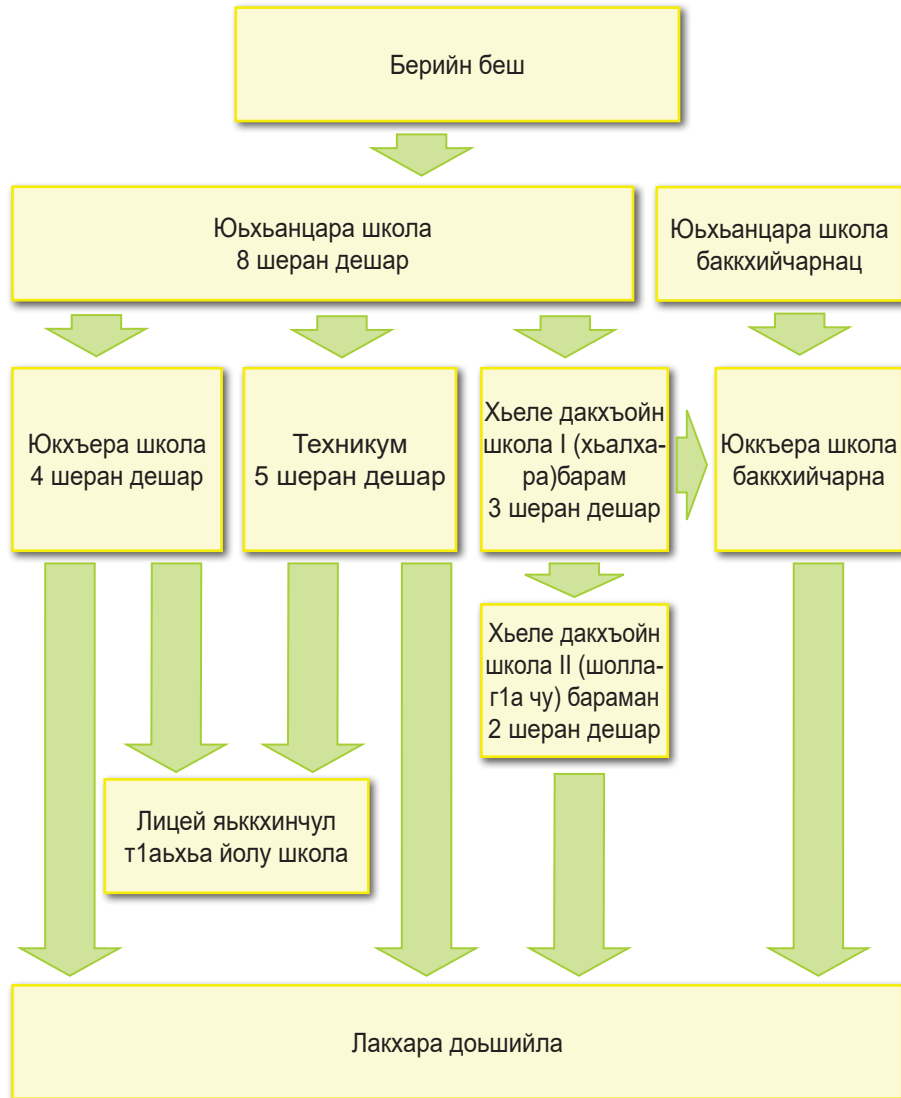 Берийн беш
Юьхьанцара школа
8 шеран дешар
Юьхьанцара школа
баккхийчарнац
Юкхъера школа
4 шеран дешар
Техникум
5 шеран дешар
Хьеле дакхъойн
школа I (хьалха-
ра)барам
3 шеран дешар
Юккъера школа
баккхийчарна
Хьеле дакхъойн
школа II (шолла-
г1а чу) бараман
2 шеран дешар
Лицей яьккхинчул
т1аьхьа йолу школа
Лакхара доьшийла